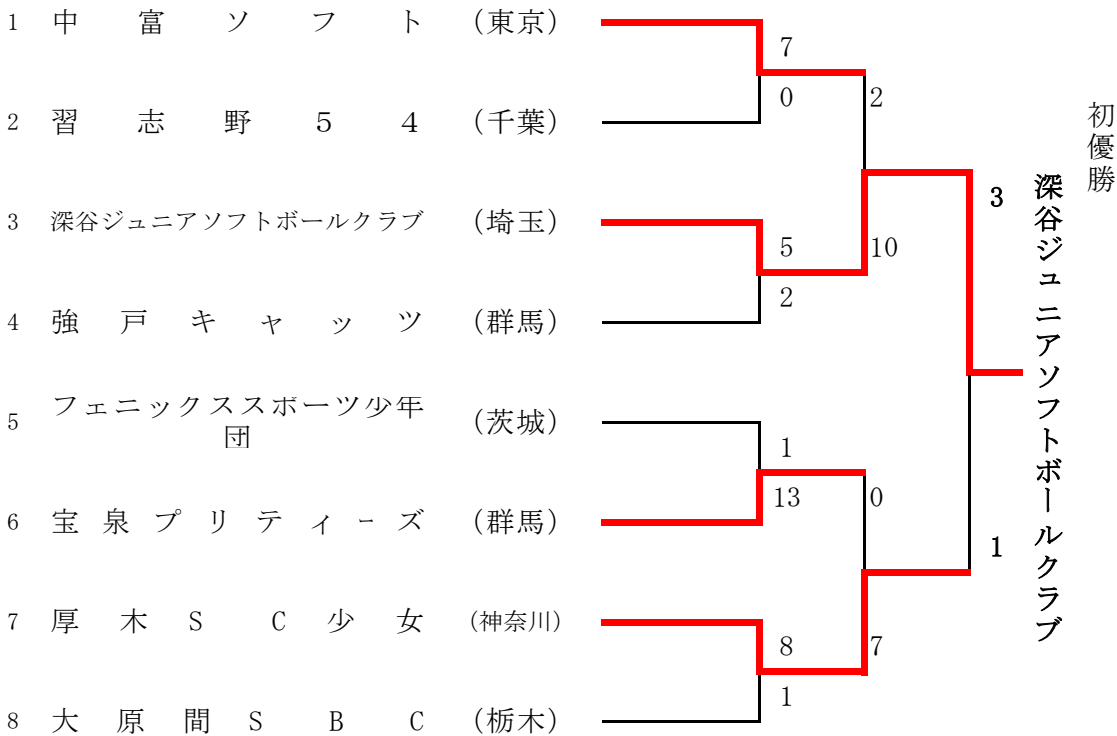 1 中富ソフト (東京)
7
0
2
2 習志野５４ (千葉)
3 深谷ジュニアソフトボールクラブ (埼玉)
5
10
2
4 強戸キャッツ (群馬)
5 フェニックススポーツ少年団 (茨城)
1
13
0
6 宝泉プリティーズ (群馬)
7 厚木SC少女 (神奈川)
8
7
1
8 大原間SBC (栃木)
3
1
深谷ジュニアソフトボールクラブ
初優勝